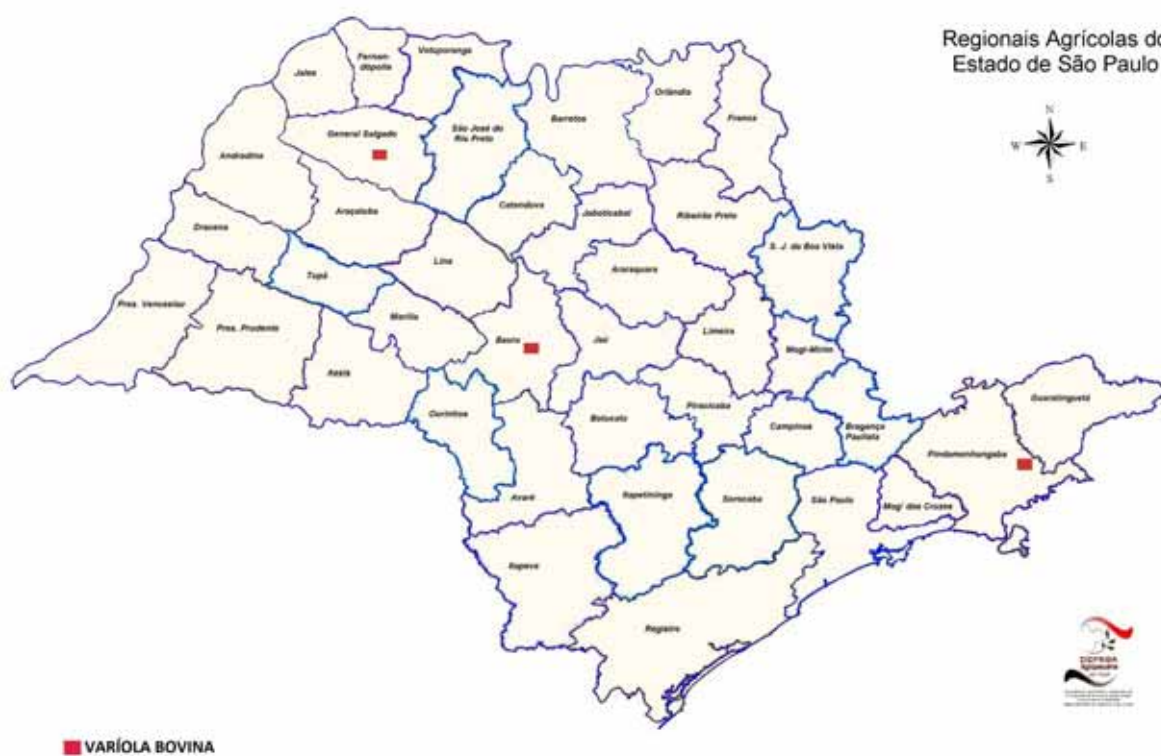 Regionais Agrícolas do
Estado de São Paulo
N
W E
S
Jales
Fernan-
dópolis
Votuporanga
General Salgado
São José do
Rio Preto
Barretos
Orlândia
Franca
Andradina
Araçatuba
Catanduva
Jaboticabal
Ribeirão Preto
S. J. da Boa Vista
Dracena
Tupã
Lins
Araraquara
Pres. Venceslau
Pres. Prudente
Marília
Bauru
Jaú
Limeira
Mogi-Mirim
Assis
Ourinhos
Botucatu
Piracicaba
Campinas
Bragança
Paulista
Guaratinguetá
Pindamonhangaba
Avaré
Itapetininga
Sorocaba
São Paulo
Mogi das Cruzes
Itapeva
Registro
DEFESA
VARÍOLA BOVINA